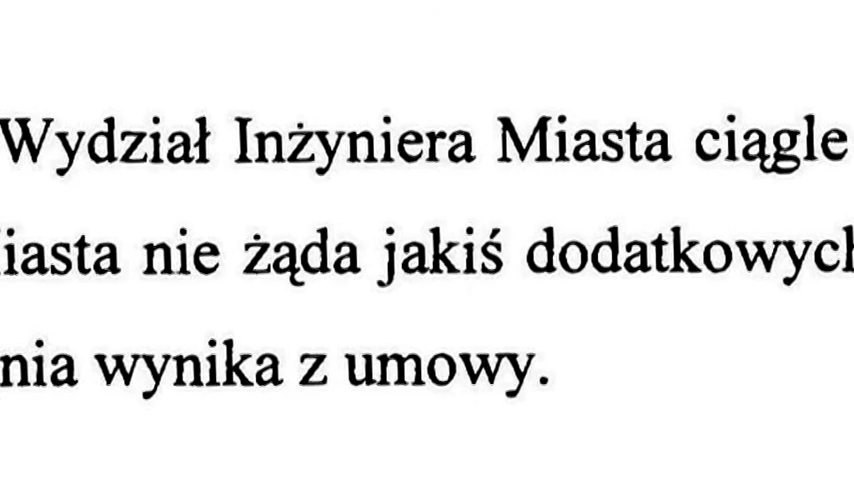 Wydział Inżyniera Miasta ciągle
iasta nie żąda jakiś dodatkowych
nia wynika z umowy.